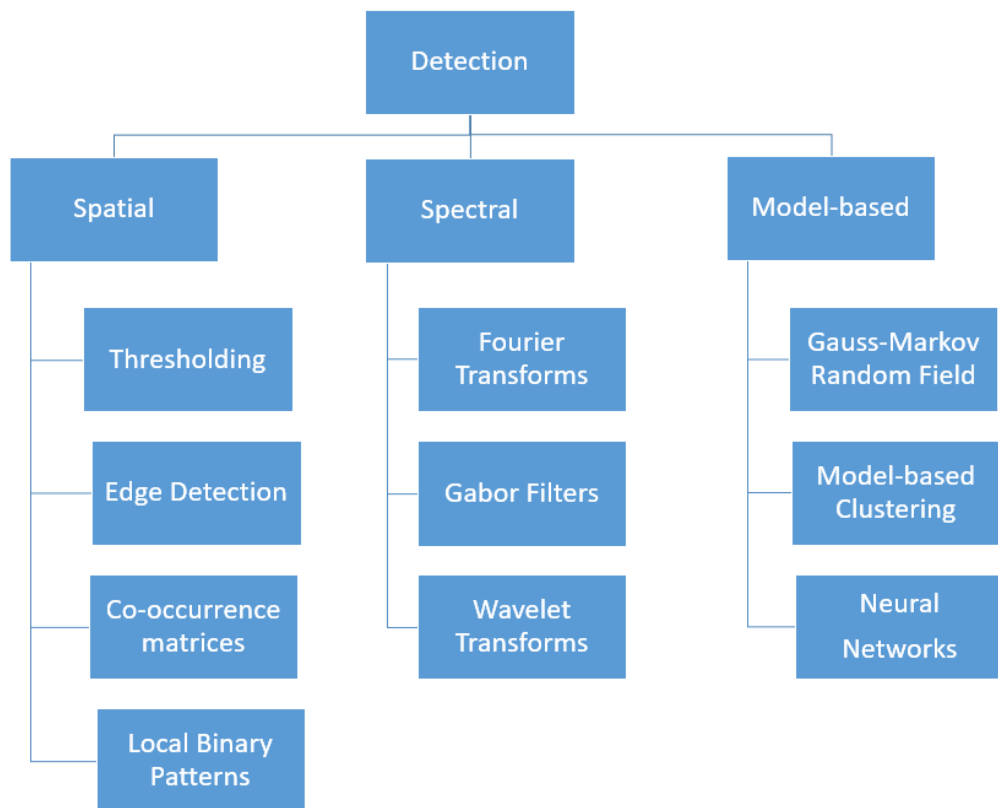 Detection
Spatial
Spectral
Model-based
Thresholding
Edge Detection
Co-occurrence
matrices
Local Binary
Patterns
Fourier
Transforms
Gabor Filters
Wavelet
Transforms
Gauss-Markov
Random Field
Model-based
Clustering
Neural
Networks